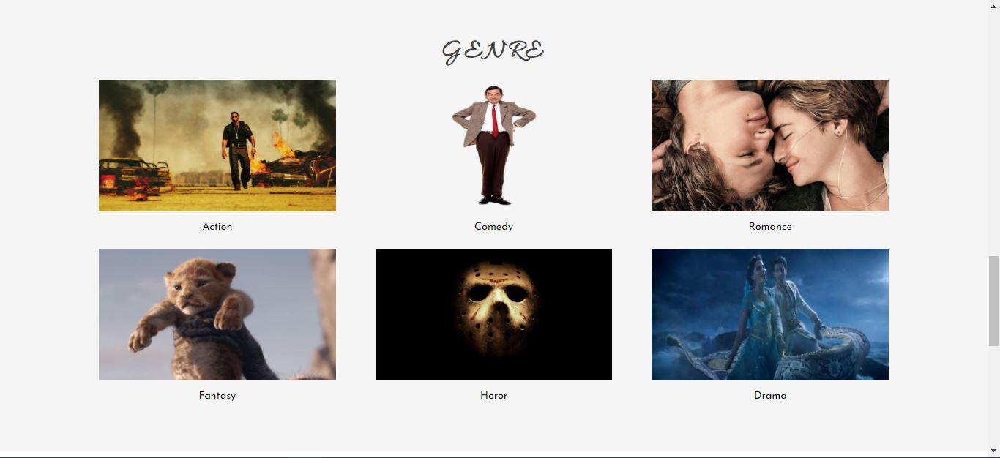 GENRE
Action
Comedy
Romance
Fantasy
Horor
Drama